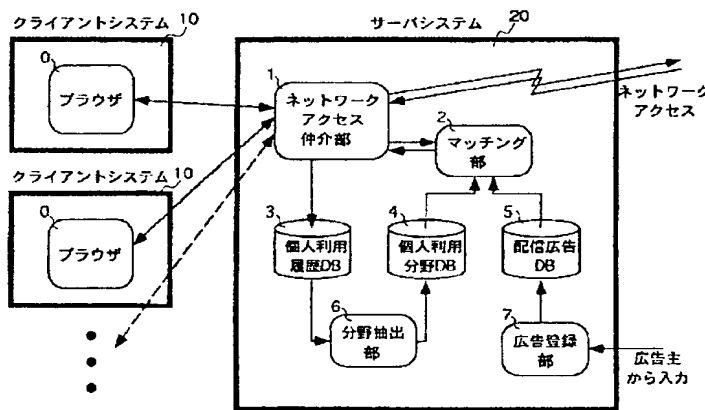 クライアントシステム
10
0
ブラウザ
クライアントシステム
10
0
ブラウザ
サーバシステム
20
1
ネットワーク
アクセス
仲介部
ネットワーク
アクセス
2
マッチング
部
3
個人利用
履歴DB
4
個人利用
分野DB
5
配信広告
DB
6
分野抽出
部
7
広告登録
部
広告主
から入力